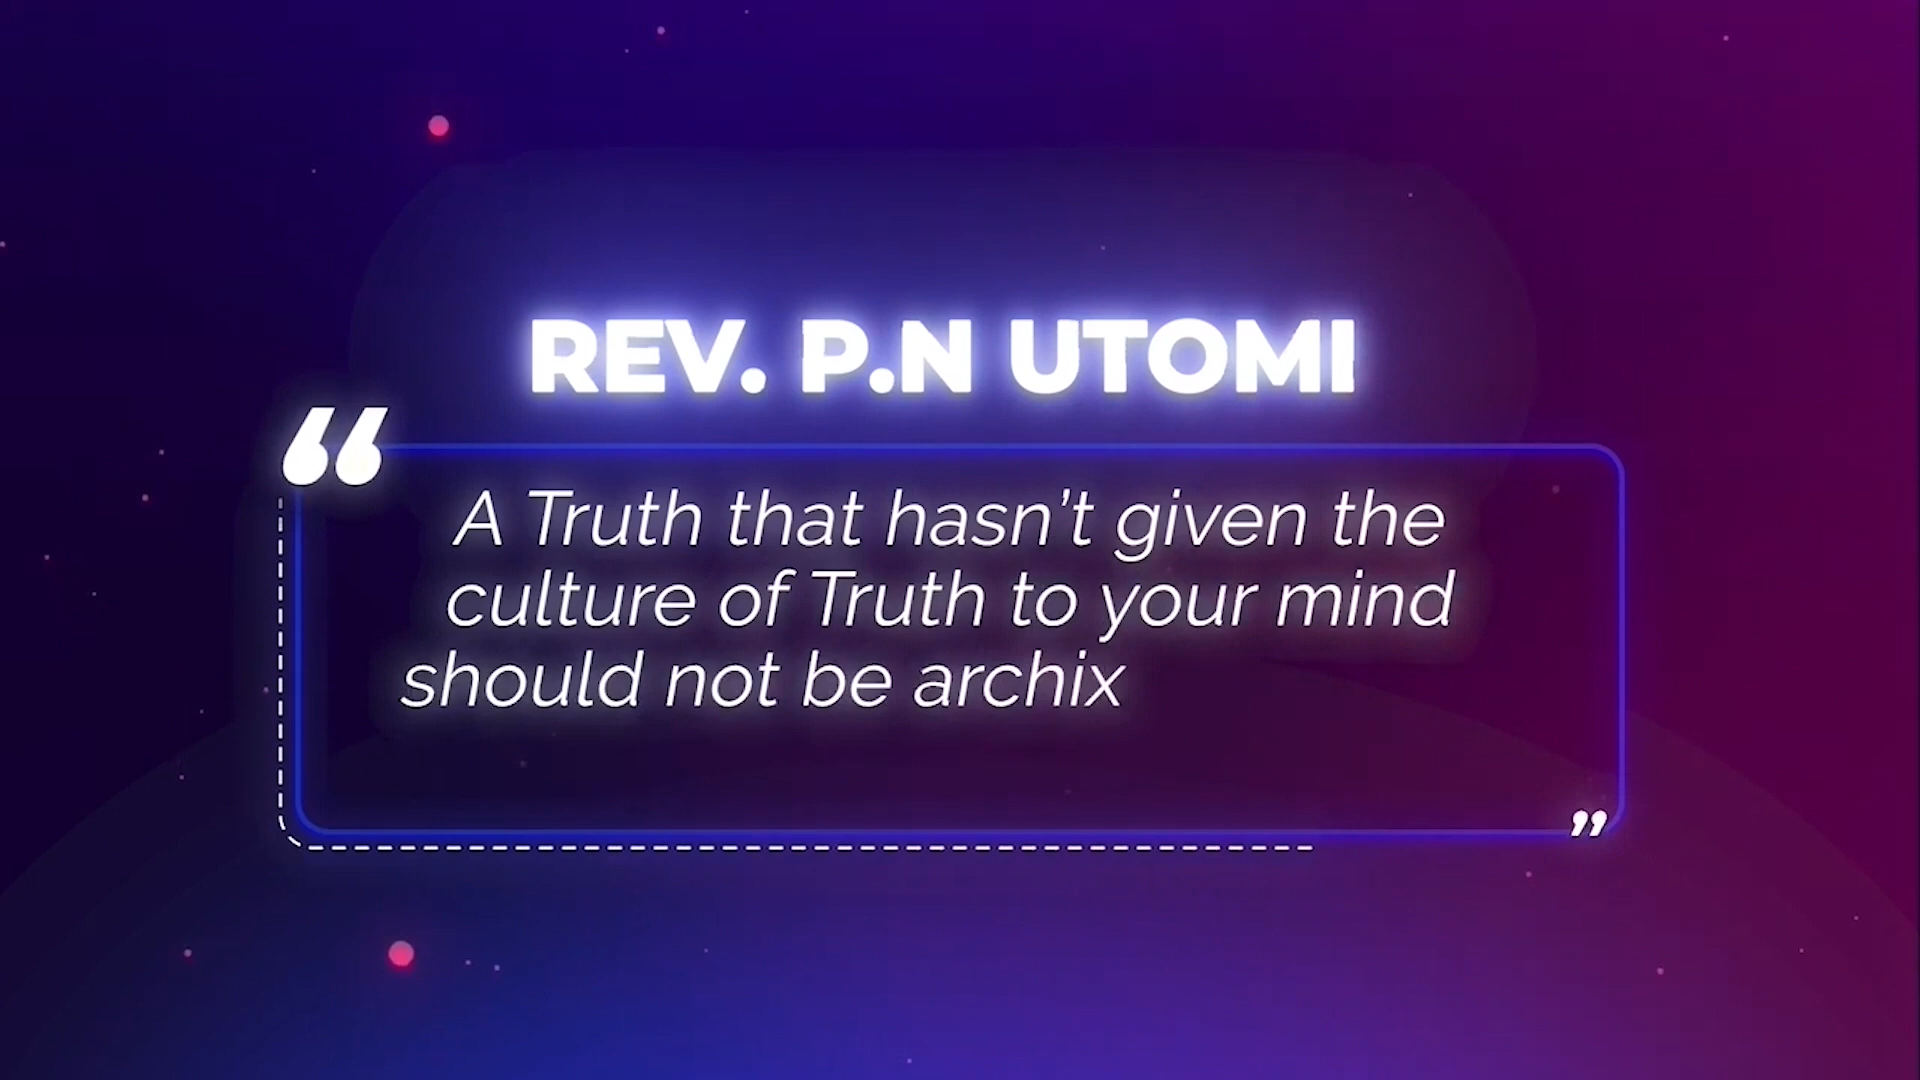 REV. P.N UTOMI
“
A Truth that hasn’t given the
culture of Truth to your mind
should not be archix
”